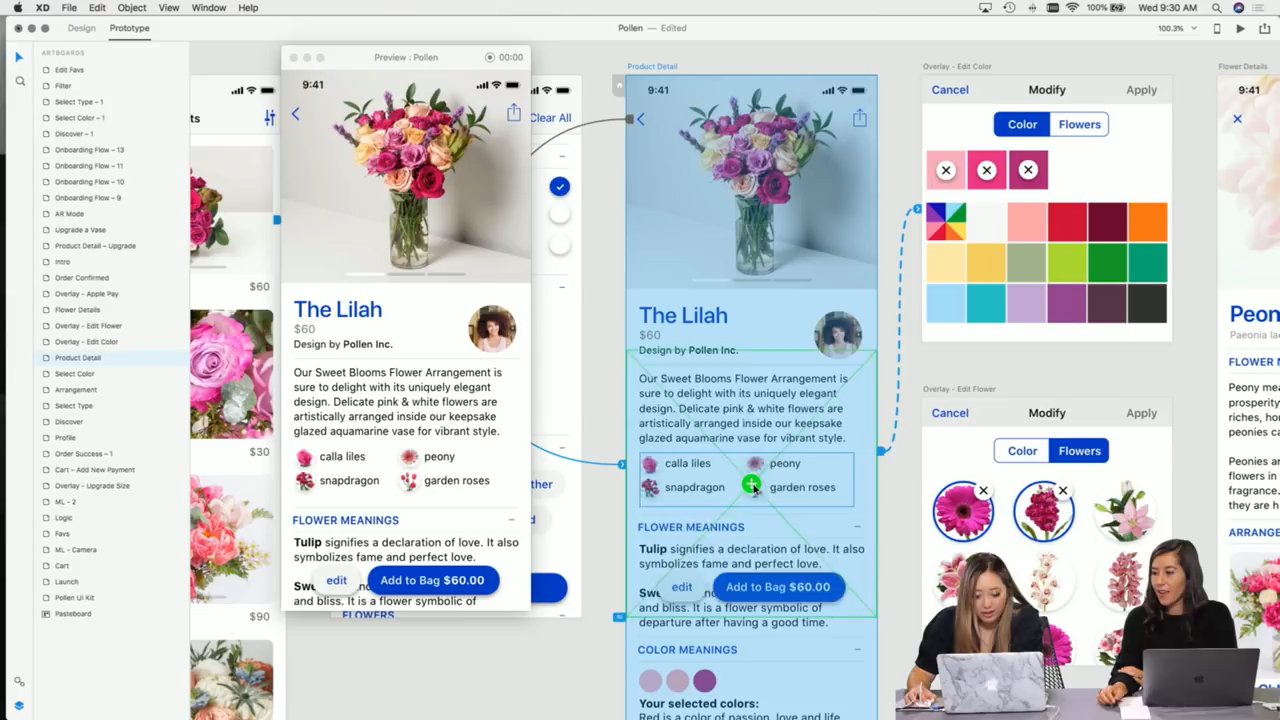 XD File Edit Object View Window Help
100% Wed 9:30 AM
Design Prototype
Pollen — Edited
100.3%
ARTBOARDS
Edit Favs
Filter
Select Type – 1
Select Color – 1
Discover – 1
Onboarding Flow – 13
Onboarding Flow – 11
Onboarding Flow – 10
Onboarding Flow – 9
AR Mode
Upgrade a Vase
Product Detail – Upgrade
Intro
Order Confirmed
Overlay – Apple Pay
Flower Details
Overlay – Edit Flower
Overlay – Edit Color
Product Detail
Select Color
Arrangement
Select Type
Discover
Profile
Order Success – 1
Cart – Add New Payment
Overlay – Upgrade Size
ML - 2
Logic
Favs
ML - Camera
Cart
Launch
Pollen UI Kit
Pasteboard
ts
$60
$30
$90
Preview : Pollen
00:00
9:41
The Lilah
$60
Design by Pollen Inc.
Our Sweet Blooms Flower Arrangement is
sure to delight with its uniquely elegant
design. Delicate pink & white flowers are
artistically arranged inside our keepsake
glazed aquamarine vase for vibrant style.
calla liles
peony
snapdragon
garden roses
FLOWER MEANINGS
Tulip signifies a declaration of love. It also
symbolizes fame and perfect love.
edit
Add to Bag $60.00
and bliss. It is a flower symbolic of
FLOWERS
Clear All
ther
d
Product Detail
9:41
The Lilah
$60
Design by Pollen Inc.
Our Sweet Blooms Flower Arrangement is
sure to delight with its uniquely elegant
design. Delicate pink & white flowers are
artistically arranged inside our keepsake
glazed aquamarine vase for vibrant style.
calla liles
peony
snapdragon
garden roses
FLOWER MEANINGS
Tulip signifies a declaration of love. It also
symbolizes fame and perfect love.
edit
Add to Bag $60.00
and bliss. It is a flower symbolic of
departure after having a good time.
COLOR MEANINGS
Your selected colors:
Red is a color of passion, love and life
Overlay - Edit Color
Cancel Modify Apply
Color Flowers
Overlay - Edit Flower
Cancel Modify Apply
Color Flowers
Flower Details
9:41
Peon
Paeonia lac
FLOWER M
Peony mea
prosperity
riches, hor
peonies ca
Peonies ar
flowers in
fragrance.
they are h
ARRANGE